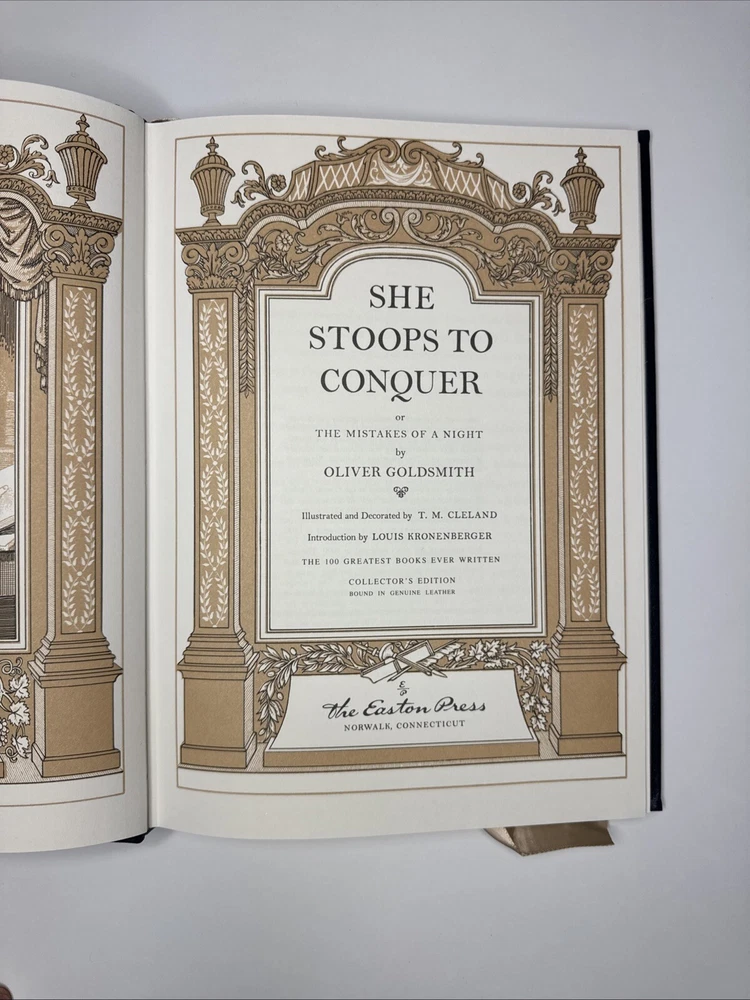 SHE
STOOPS TO
CONQUER
or
THE MISTAKES OF A NIGHT
by
OLIVER GOLDSMITH
Illustrated and Decorated by T. M. CLELAND
Introduction by LOUIS KRONENBERGER
THE 100 GREATEST BOOKS EVER WRITTEN
COLLECTOR'S EDITION
BOUND IN GENUINE LEATHER
The Easton Press
NORWALK, CONNECTICUT